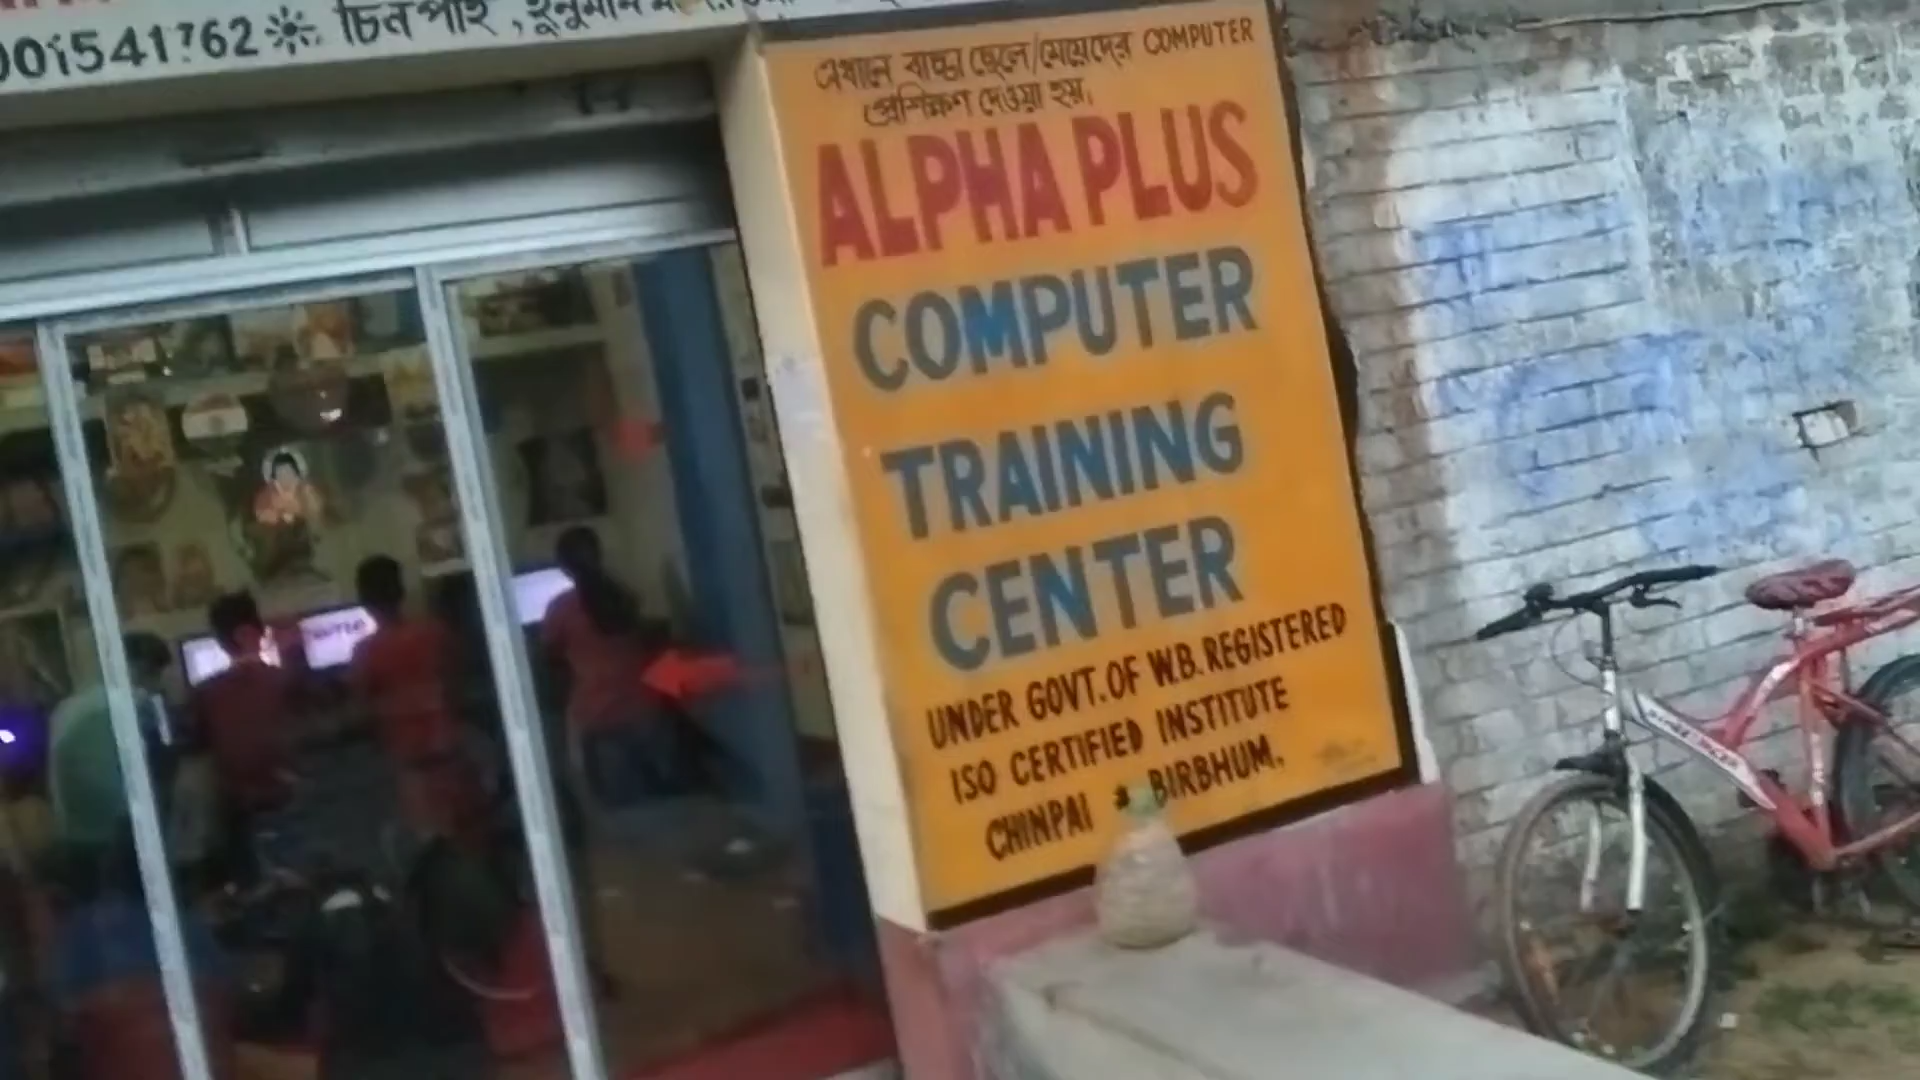 চিনপাই, হনুমান
এখানে বাচ্চা ছেলে/মেয়েদের COMPUTER
প্রশিক্ষণ দেওয়া হয়।
ALPHA PLUS
COMPUTER
TRAINING
CENTER
UNDER GOVT. OF W.B. REGISTERED
ISO CERTIFIED INSTITUTE
CHINPAI * BIRBHUM.